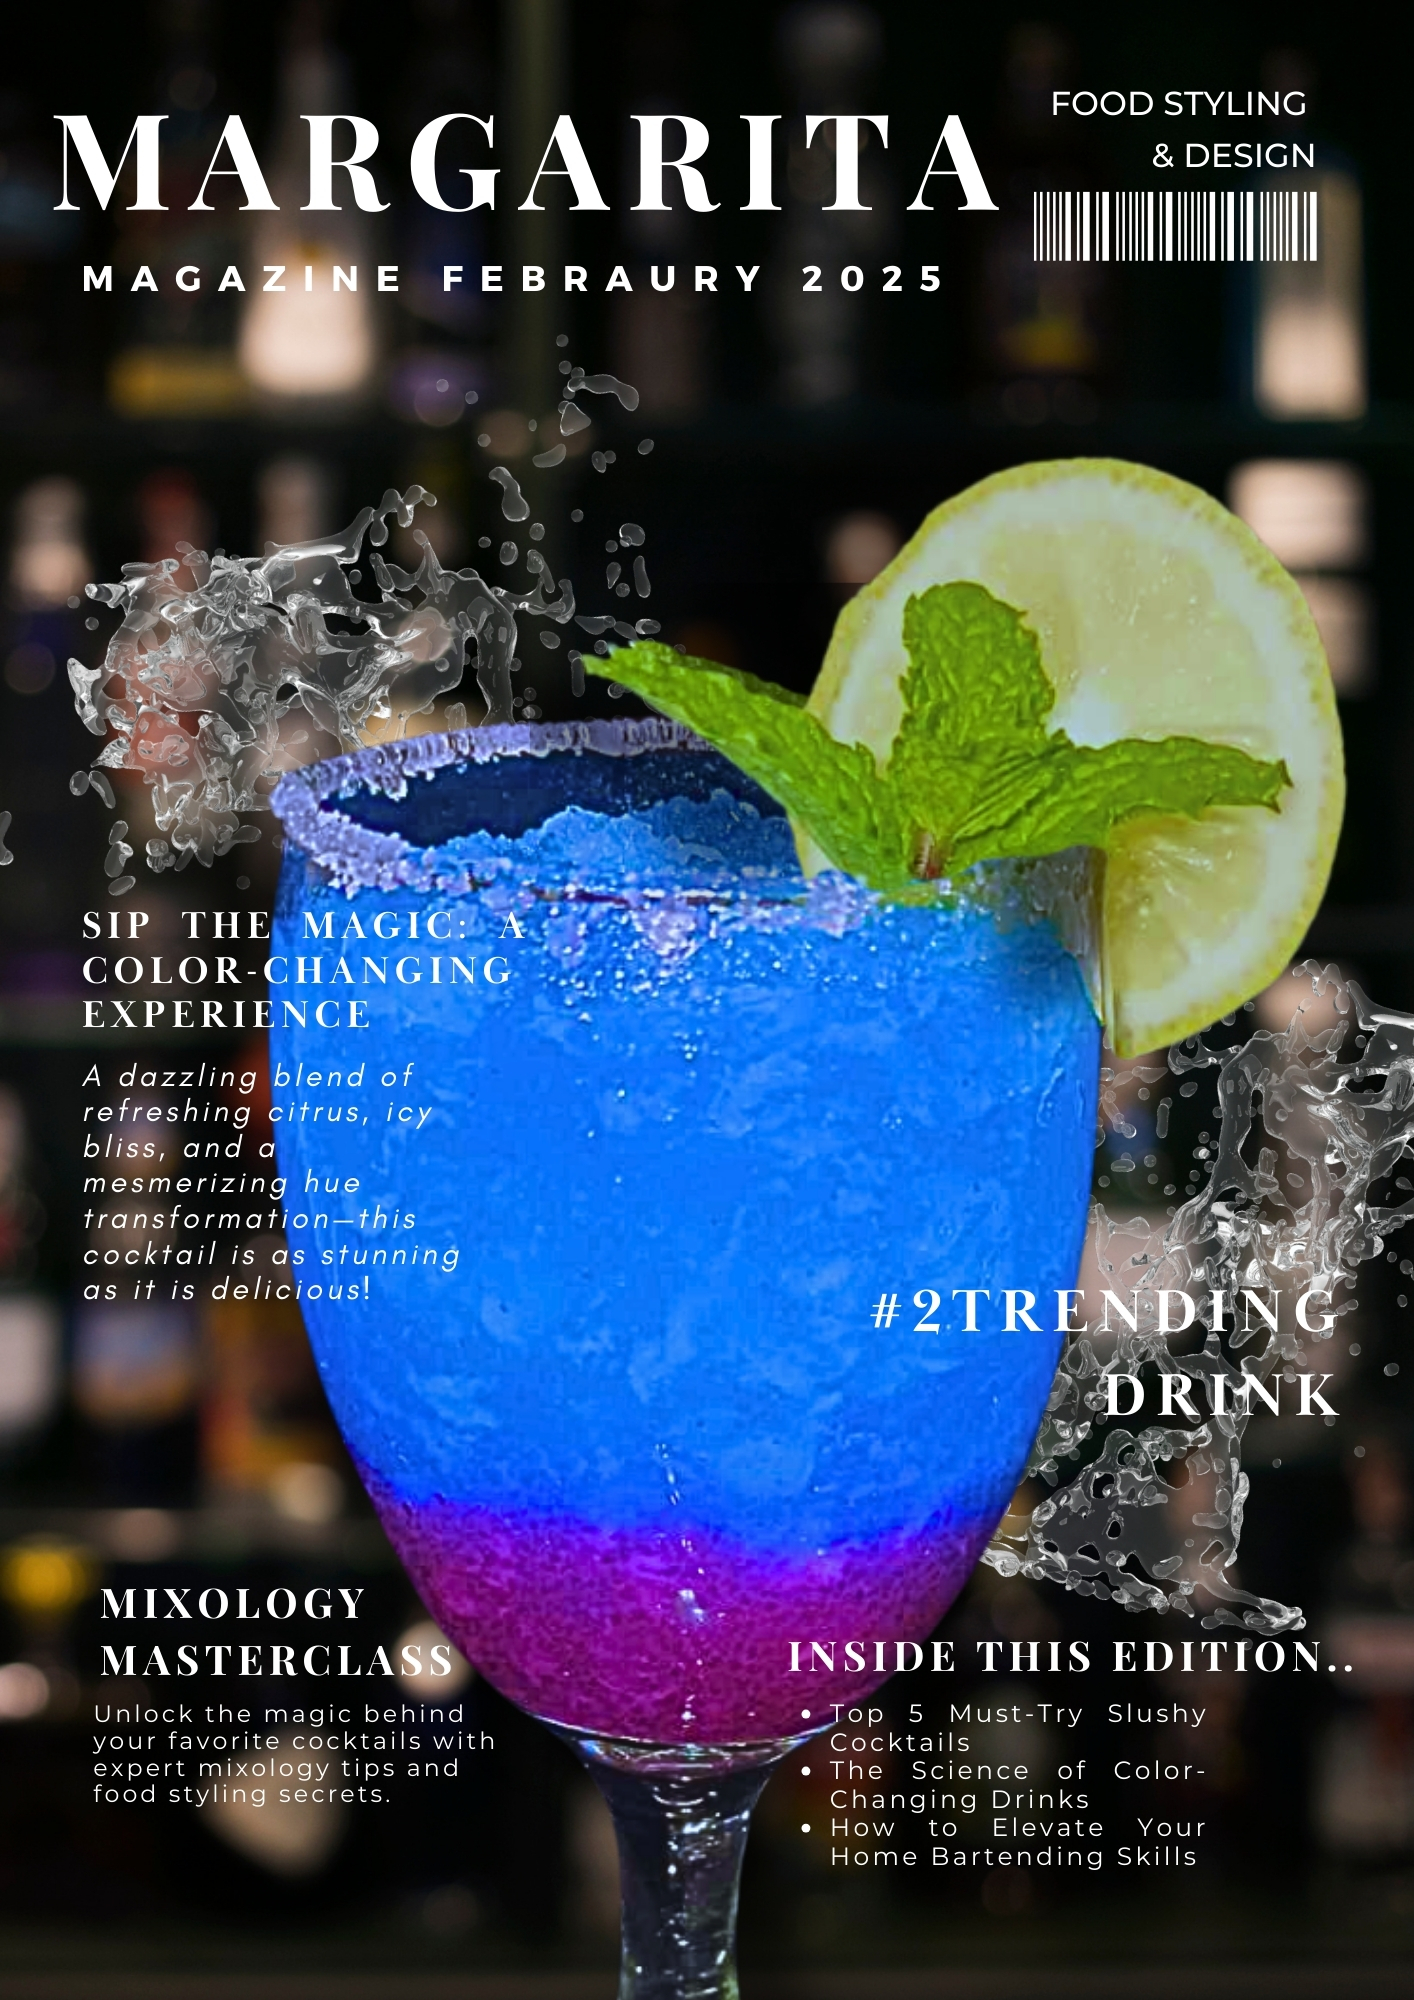 MARGARITA
FOOD STYLING
& DESIGN
MAGAZINE FEBRAURY 2025
SIP THE MAGIC: A
COLOR-CHANGING
EXPERIENCE
A dazzling blend of
refreshing citrus, icy
bliss, and a
mesmerizing hue
transformation—this
cocktail is as stunning
as it is delicious!
#2TRENDING
DRINK
MIXOLOGY
MASTERCLASS
Unlock the magic behind
your favorite cocktails with
expert mixology tips and
food styling secrets.
INSIDE THIS EDITION..
• Top 5 Must-Try Slushy
Cocktails
• The Science of Color-
Changing Drinks
• How to Elevate Your
Home Bartending Skills